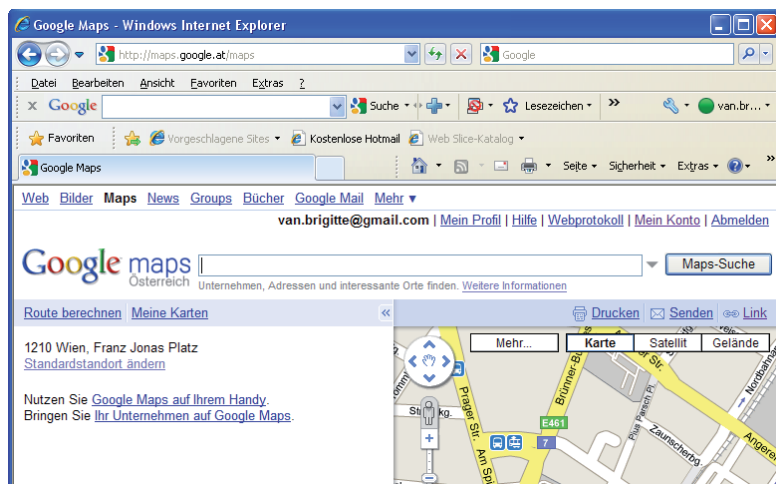 Google Maps - Windows Internet Explorer
http://maps.google.at/maps
Google
Datei Bearbeiten Ansicht Favoriten Extras ?
x Google Suche Lesezeichen » van.br...
Favoriten Vorgeschlagene Sites Kostenlose Hotmail Web Slice-Katalog
Google Maps Seite Sicherheit Extras »
Web Bilder Maps News Groups Bücher Google Mail Mehr ▼
van.brigitte@gmail.com | Mein Profil | Hilfe | Webprotokoll | Mein Konto | Abmelden
Google maps Maps-Suche
Österreich Unternehmen, Adressen und interessante Orte finden. Weitere Informationen
Route berechnen Meine Karten « Drucken Senden Link
1210 Wien, Franz Jonas Platz
Standardstandort ändern
Nutzen Sie Google Maps auf Ihrem Handy.
Bringen Sie Ihr Unternehmen auf Google Maps.
Mehr... Karte Satellit Gelände
Prager Str.
Am Spi
E461
7
Pius Parsch Pl.
Zaunscherbg.
Nordbahn
Angerer